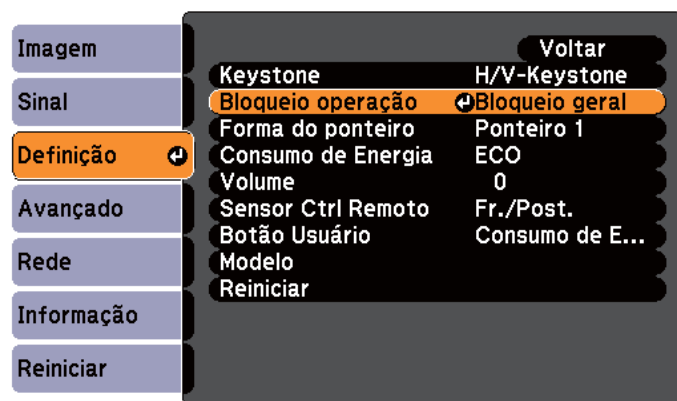 Imagem
Sinal
Definição
Avançado
Rede
Informação
Reiniciar
Voltar
Keystone H/V-Keystone
Bloqueio operação Bloqueio geral
Forma do ponteiro Ponteiro 1
Consumo de Energia ECO
Volume 0
Sensor Ctrl Remoto Fr./Post.
Botão Usuário Consumo de E...
Modelo
Reiniciar